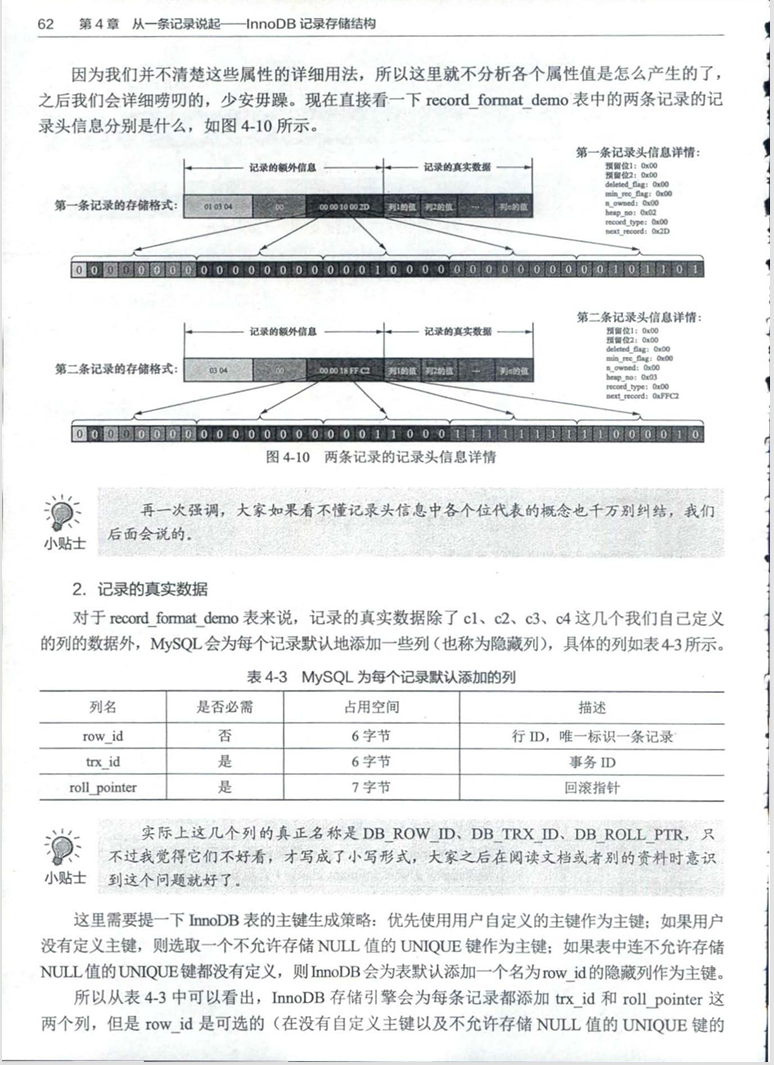 62 第 4 章 从一条记录说起——InnoDB 记录存储结构
因为我们并不清楚这些属性的详细用法，所以这里就不分析各个属性值是怎么产生的了，
之后我们会详细唠叨的，少安毋躁。现在直接看一下 record_format_demo 表中的两条记录的记
录头信息分别是什么，如图 4-10 所示。
第一条记录头信息详情：
预留位1：0x00
预留位2：0x00
deleted_flag：0x00
min_rec_flag：0x00
n_owned：0x00
heap_no：0x02
record_type：0x00
next_record：0x2D
记录的额外信息 记录的真实数据
第一条记录的存储格式： 01 03 04 00 00 00 10 00 2D 列1的值 列2的值 ... 列n的值
0 0 0 0 0 0 0 0 0 0 0 0 0 0 0 0 0 0 0 1 0 0 0 0 0 0 0 0 0 0 0 0 0 0 1 0 1 1 0 1
第二条记录头信息详情：
预留位1：0x00
预留位2：0x00
deleted_flag：0x00
min_rec_flag：0x00
n_owned：0x00
heap_no：0x03
record_type：0x00
next_record：0xFFC2
记录的额外信息 记录的真实数据
第二条记录的存储格式： 03 04 00 00 00 18 FF C2 列1的值 列2的值 ... 列n的值
0 0 0 0 0 0 0 0 0 0 0 0 0 0 0 0 0 0 0 1 1 0 0 0 1 1 1 1 1 1 1 1 1 1 0 0 0 0 1 0
图 4-10 两条记录的记录头信息详情
小贴士
再一次强调，大家如果看不懂记录头信息中各个位代表的概念也千万别纠结，我们
后面会说的。
2. 记录的真实数据
对于 record_format_demo 表来说，记录的真实数据除了 c1、c2、c3、c4 这几个我们自己定义
的列的数据外，MySQL 会为每个记录默认地添加一些列（也称为隐藏列），具体的列如表 4-3 所示。
表 4-3 MySQL 为每个记录默认添加的列
列名 是否必需 占用空间 描述
row_id 否 6 字节 行 ID，唯一标识一条记录
trx_id 是 6 字节 事务 ID
roll_pointer 是 7 字节 回滚指针
小贴士
实际上这几个列的真正名称是 DB_ROW_ID、DB_TRX_ID、DB_ROLL_PTR，只
不过我觉得它们不好看，才写成了小写形式，大家之后在阅读文档或者别的资料时意识
到这个问题就好了。
这里需要提一下 InnoDB 表的主键生成策略：优先使用用户自定义的主键作为主键；如果用户
没有定义主键，则选取一个不允许存储 NULL 值的 UNIQUE 键作为主键；如果表中连不允许存储
NULL 值的 UNIQUE 键都没有定义，则 InnoDB 会为表默认添加一个名为 row_id 的隐藏列作为主键。
所以从表 4-3 中可以看出，InnoDB 存储引擎会为每条记录都添加 trx_id 和 roll_pointer 这
两个列，但是 row_id 是可选的（在没有自定义主键以及不允许存储 NULL 值的 UNIQUE 键的